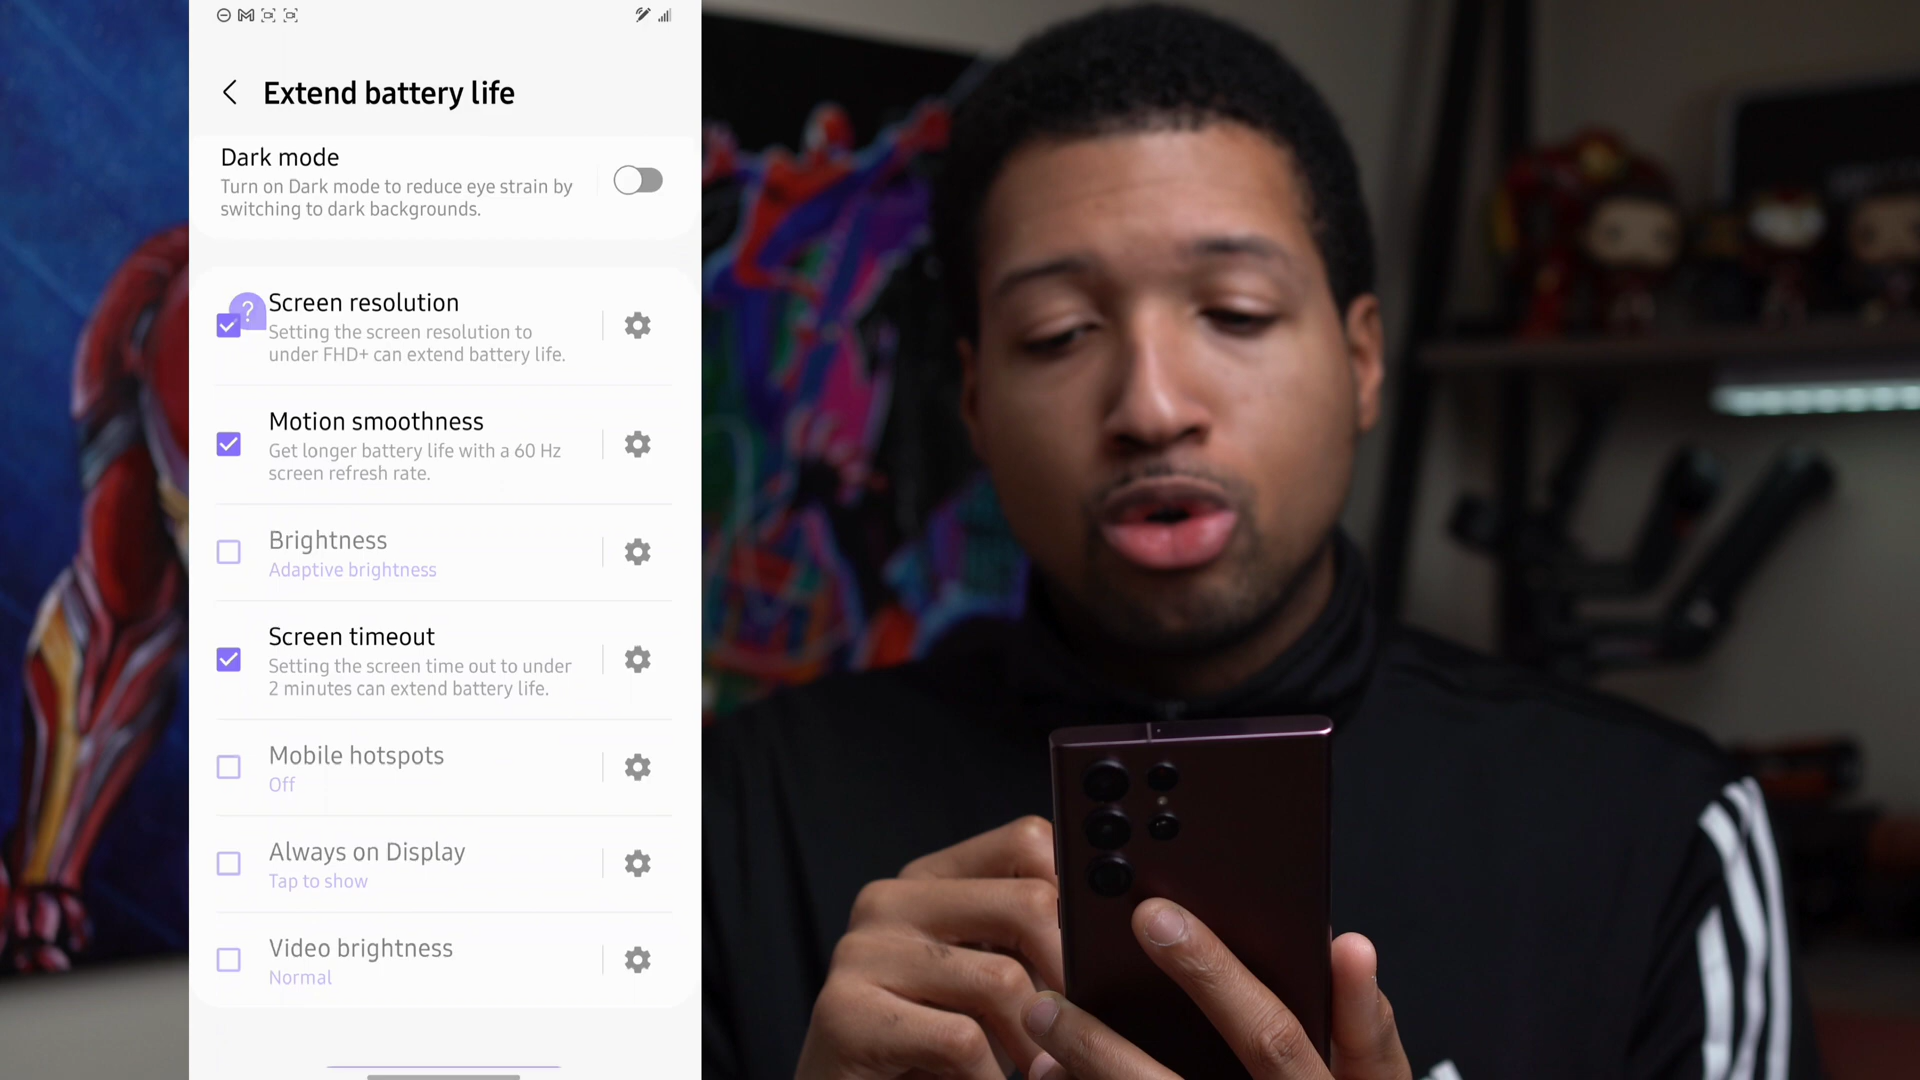 Extend battery life
Dark mode
Turn on Dark mode to reduce eye strain by
switching to dark backgrounds.
?
Screen resolution
Setting the screen resolution to
under FHD+ can extend battery life.
Motion smoothness
Get longer battery life with a 60 Hz
screen refresh rate.
Brightness
Adaptive brightness
Screen timeout
Setting the screen time out to under
2 minutes can extend battery life.
Mobile hotspots
Off
Always on Display
Tap to show
Video brightness
Normal